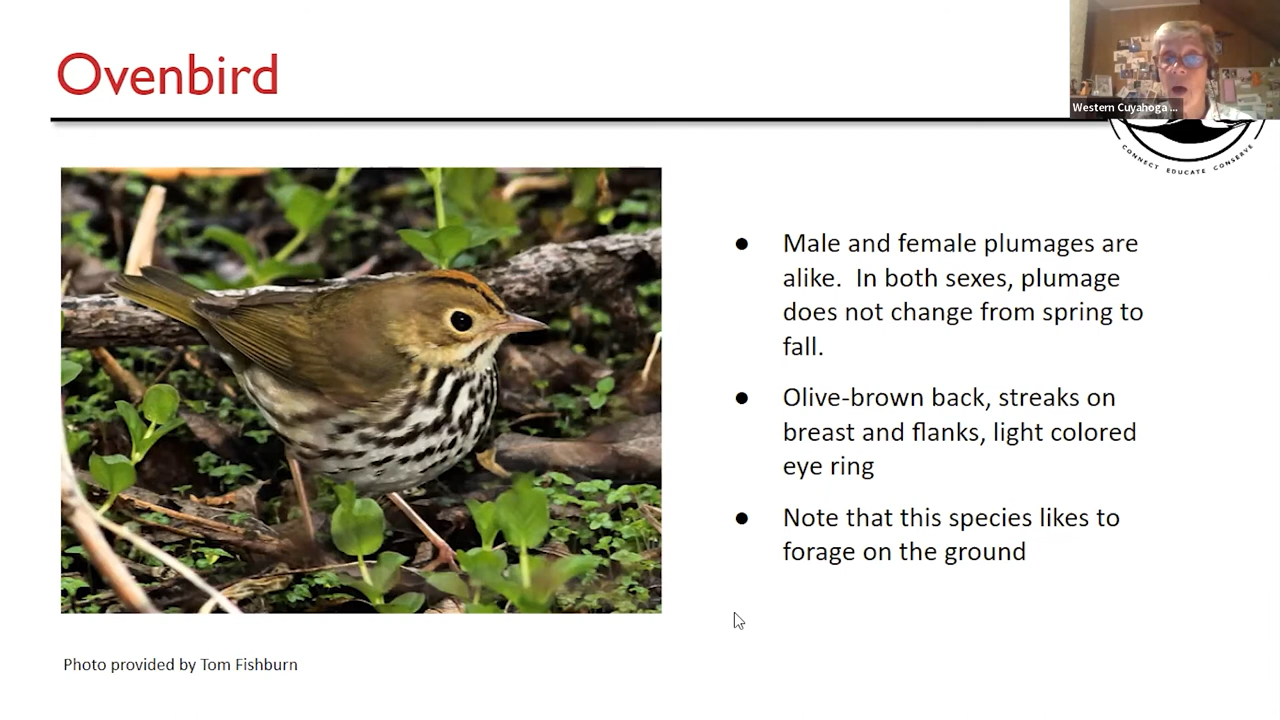 Ovenbird
Western Cuyahoga ...
CONNECT EDUCATE CONSERVE
● Male and female plumages are
alike. In both sexes, plumage
does not change from spring to
fall.
● Olive-brown back, streaks on
breast and flanks, light colored
eye ring
● Note that this species likes to
forage on the ground
Photo provided by Tom Fishburn